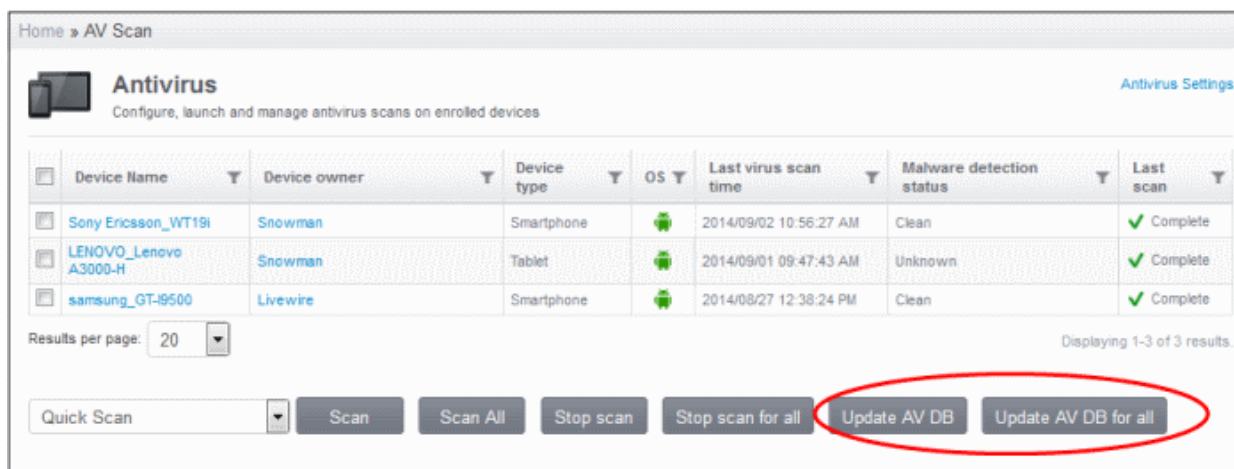 Home » AV Scan
Antivirus
Antivirus Settings
Configure, launch and manage antivirus scans on enrolled devices
Device Name Device owner Device type OS Last virus scan time Malware detection status Last scan
Sony Ericsson_WT19i Snowman Smartphone 2014/09/02 10:56:27 AM Clean Complete
LENOVO_Lenovo A3000-H Snowman Tablet 2014/09/01 09:47:43 AM Unknown Complete
samsung_GT-I9500 Livewire Smartphone 2014/08/27 12:38:24 PM Clean Complete
Results per page: 20 Displaying 1-3 of 3 results.
Quick Scan Scan Scan All Stop scan Stop scan for all Update AV DB Update AV DB for all